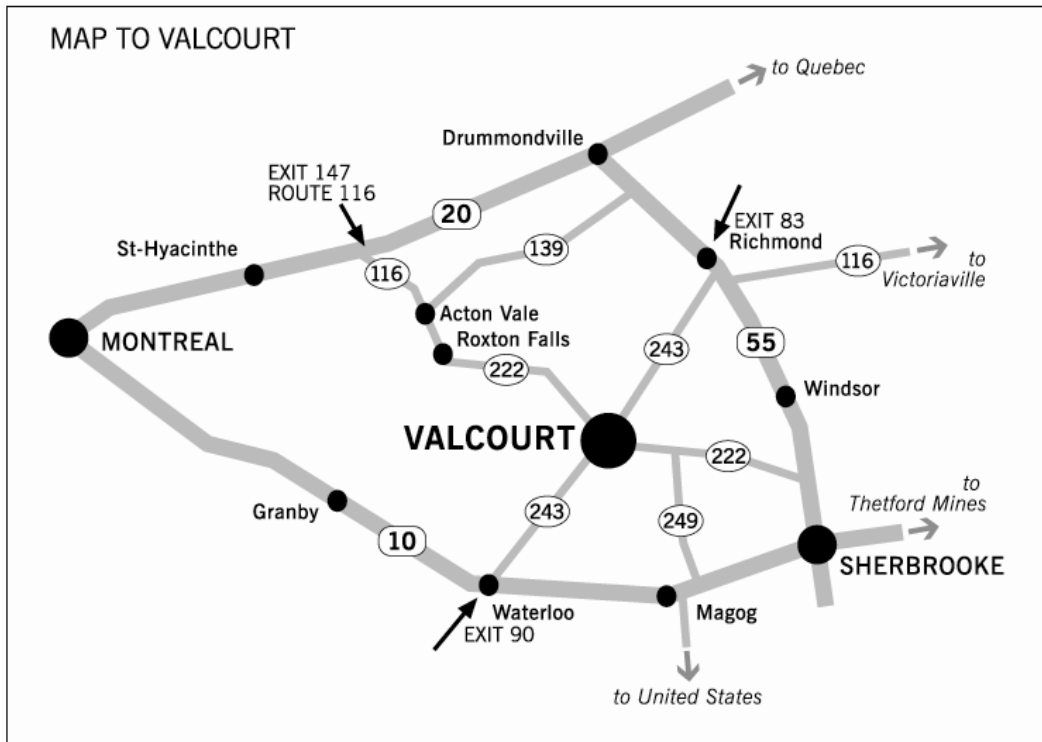 MAP TO VALCOURT
to Quebec
Drummondville
EXIT 147
ROUTE 116
20
EXIT 83
Richmond
St-Hyacinthe
139
116
116
to
Victoriaville
Acton Vale
MONTREAL
Roxton Falls
243
55
222
Windsor
VALCOURT
222
to
Thetford Mines
Granby
243
249
10
SHERBROOKE
Waterloo
Magog
EXIT 90
to United States